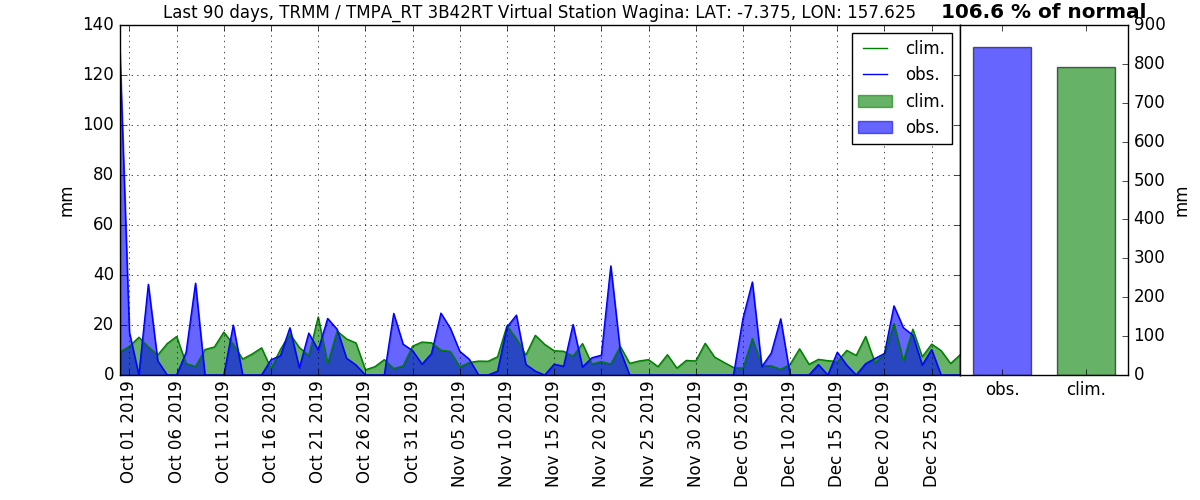 Last 90 days, TRMM / TMPA_RT 3B42RT Virtual Station Wagina: LAT: -7.375, LON: 157.625
106.6 % of normal
140
120
100
80
60
40
20
0
mm
clim.
obs.
clim.
obs.
900
800
700
600
500
400
300
200
100
0
mm
obs.
clim.
Oct 01 2019
Oct 06 2019
Oct 11 2019
Oct 16 2019
Oct 21 2019
Oct 26 2019
Oct 31 2019
Nov 05 2019
Nov 10 2019
Nov 15 2019
Nov 20 2019
Nov 25 2019
Nov 30 2019
Dec 05 2019
Dec 10 2019
Dec 15 2019
Dec 20 2019
Dec 25 2019